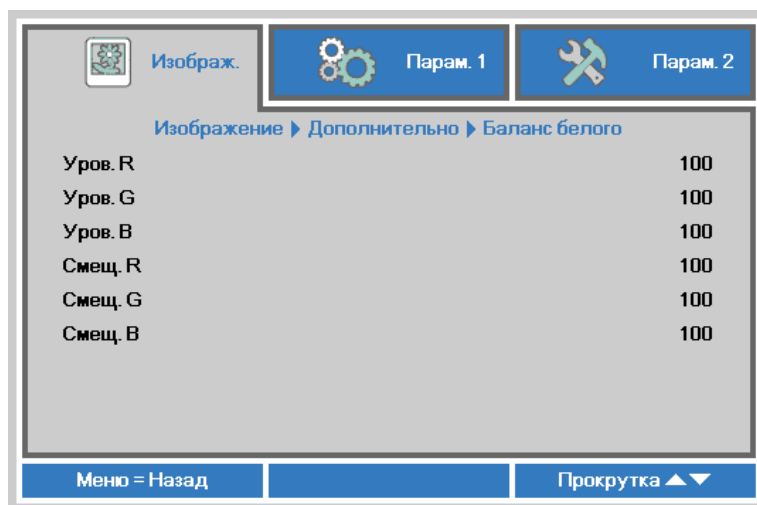 Изображ. Парам. 1 Парам. 2
Изображение Дополнительно Баланс белого
Уров. R 100
Уров. G 100
Уров. B 100
Смещ. R 100
Смещ. G 100
Смещ. B 100
Меню = Назад Прокрутка